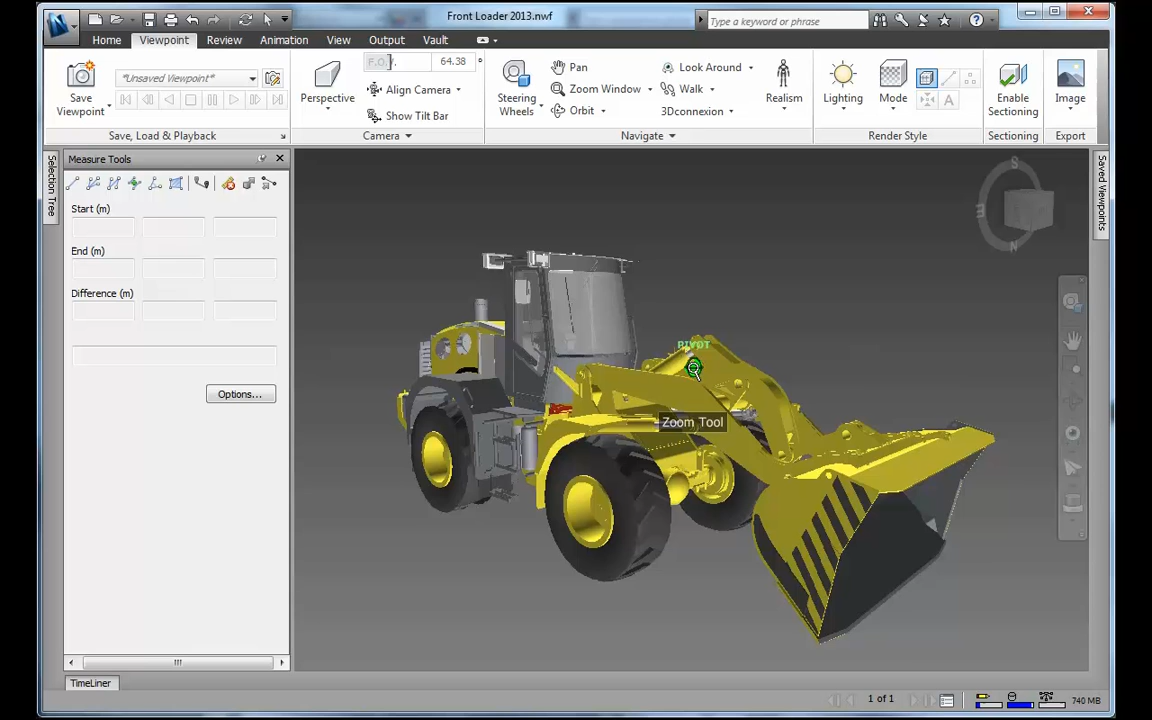 Front Loader 2013.nwf
Type a keyword or phrase
Home Viewpoint Review Animation View Output Vault
Save Viewpoint
*Unsaved Viewpoint*
Save, Load & Playback
Perspective
F.O.V. 64.38 °
Align Camera
Show Tilt Bar
Camera
Steering Wheels
Pan
Zoom Window
Orbit
Look Around
Walk
3Dconnexion
Navigate
Realism
Lighting
Mode
A
Render Style
Enable Sectioning
Sectioning
Image
Export
Selection Tree
Measure Tools
Start (m)
End (m)
Difference (m)
Options...
S
E
N
PIVOT
Zoom Tool
Saved Viewpoints
TimeLiner
1 of 1
740 MB